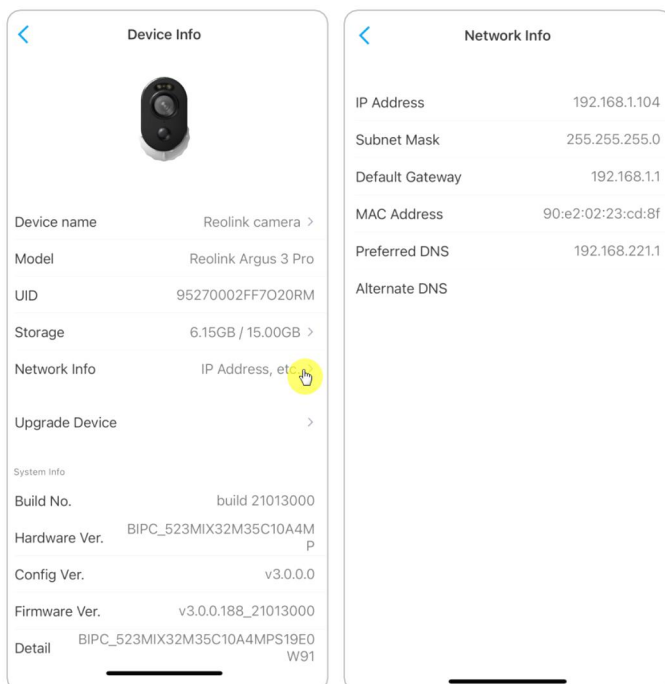 Device Info
Device name Reolink camera >
Model Reolink Argus 3 Pro
UID 95270002FF7O20RM
Storage 6.15GB / 15.00GB >
Network Info IP Address, etc.
Upgrade Device >
System Info
Build No. build 21013000
Hardware Ver. BIPC_523MIX32M35C10A4M
P
Config Ver. v3.0.0.0
Firmware Ver. v3.0.0.188_21013000
Detail BIPC_523MIX32M35C10A4MPS19E0
W91
Network Info
IP Address 192.168.1.104
Subnet Mask 255.255.255.0
Default Gateway 192.168.1.1
MAC Address 90:e2:02:23:cd:8f
Preferred DNS 192.168.221.1
Alternate DNS